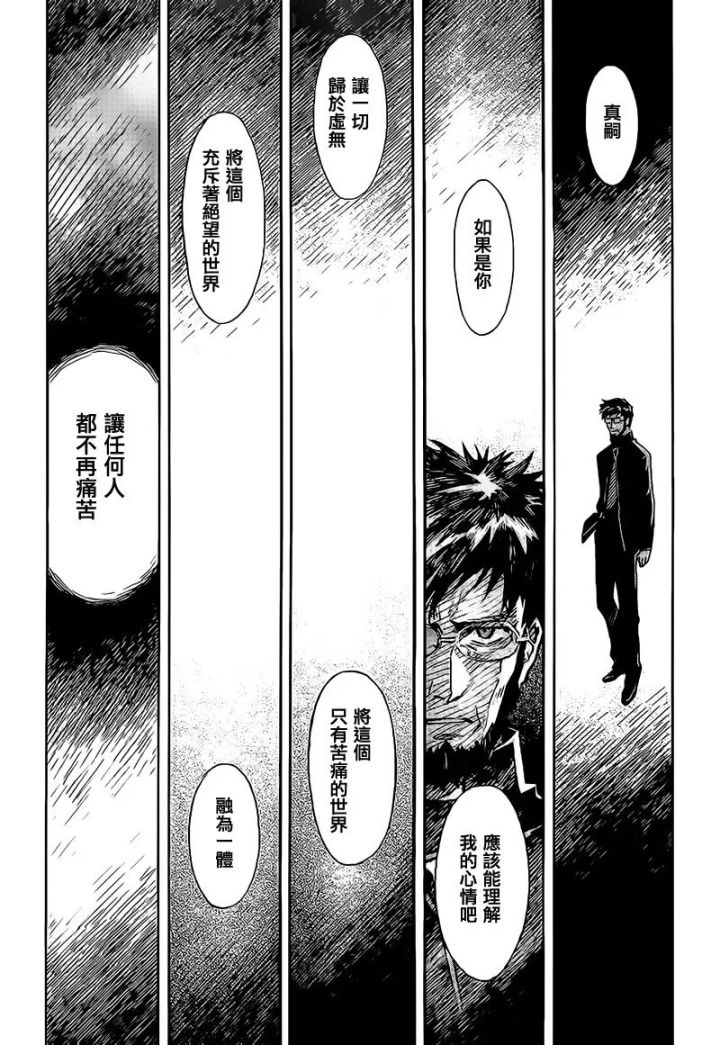 真嗣
如果是你
應該能理解
我的心情吧
讓一切
歸於虛無
將這個
只有苦痛的世界
將這個
充斥著絕望的世界
融為一體
讓任何人
都不再痛苦